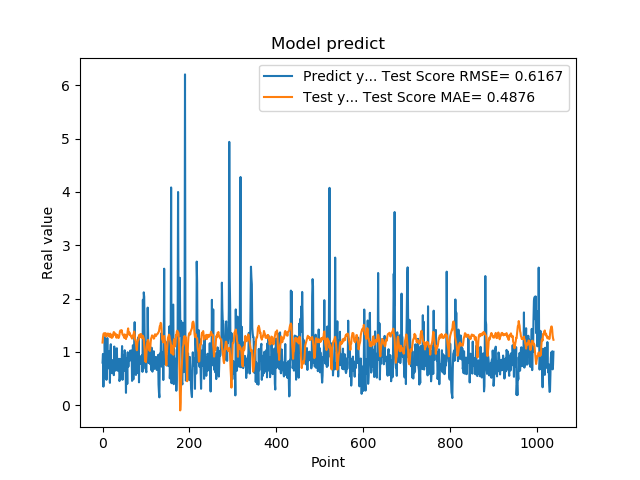 Model predict
Predict y... Test Score RMSE= 0.6167
Test y... Test Score MAE= 0.4876
Real value
6
5
4
3
2
1
0
0 200 400 600 800 1000
Point